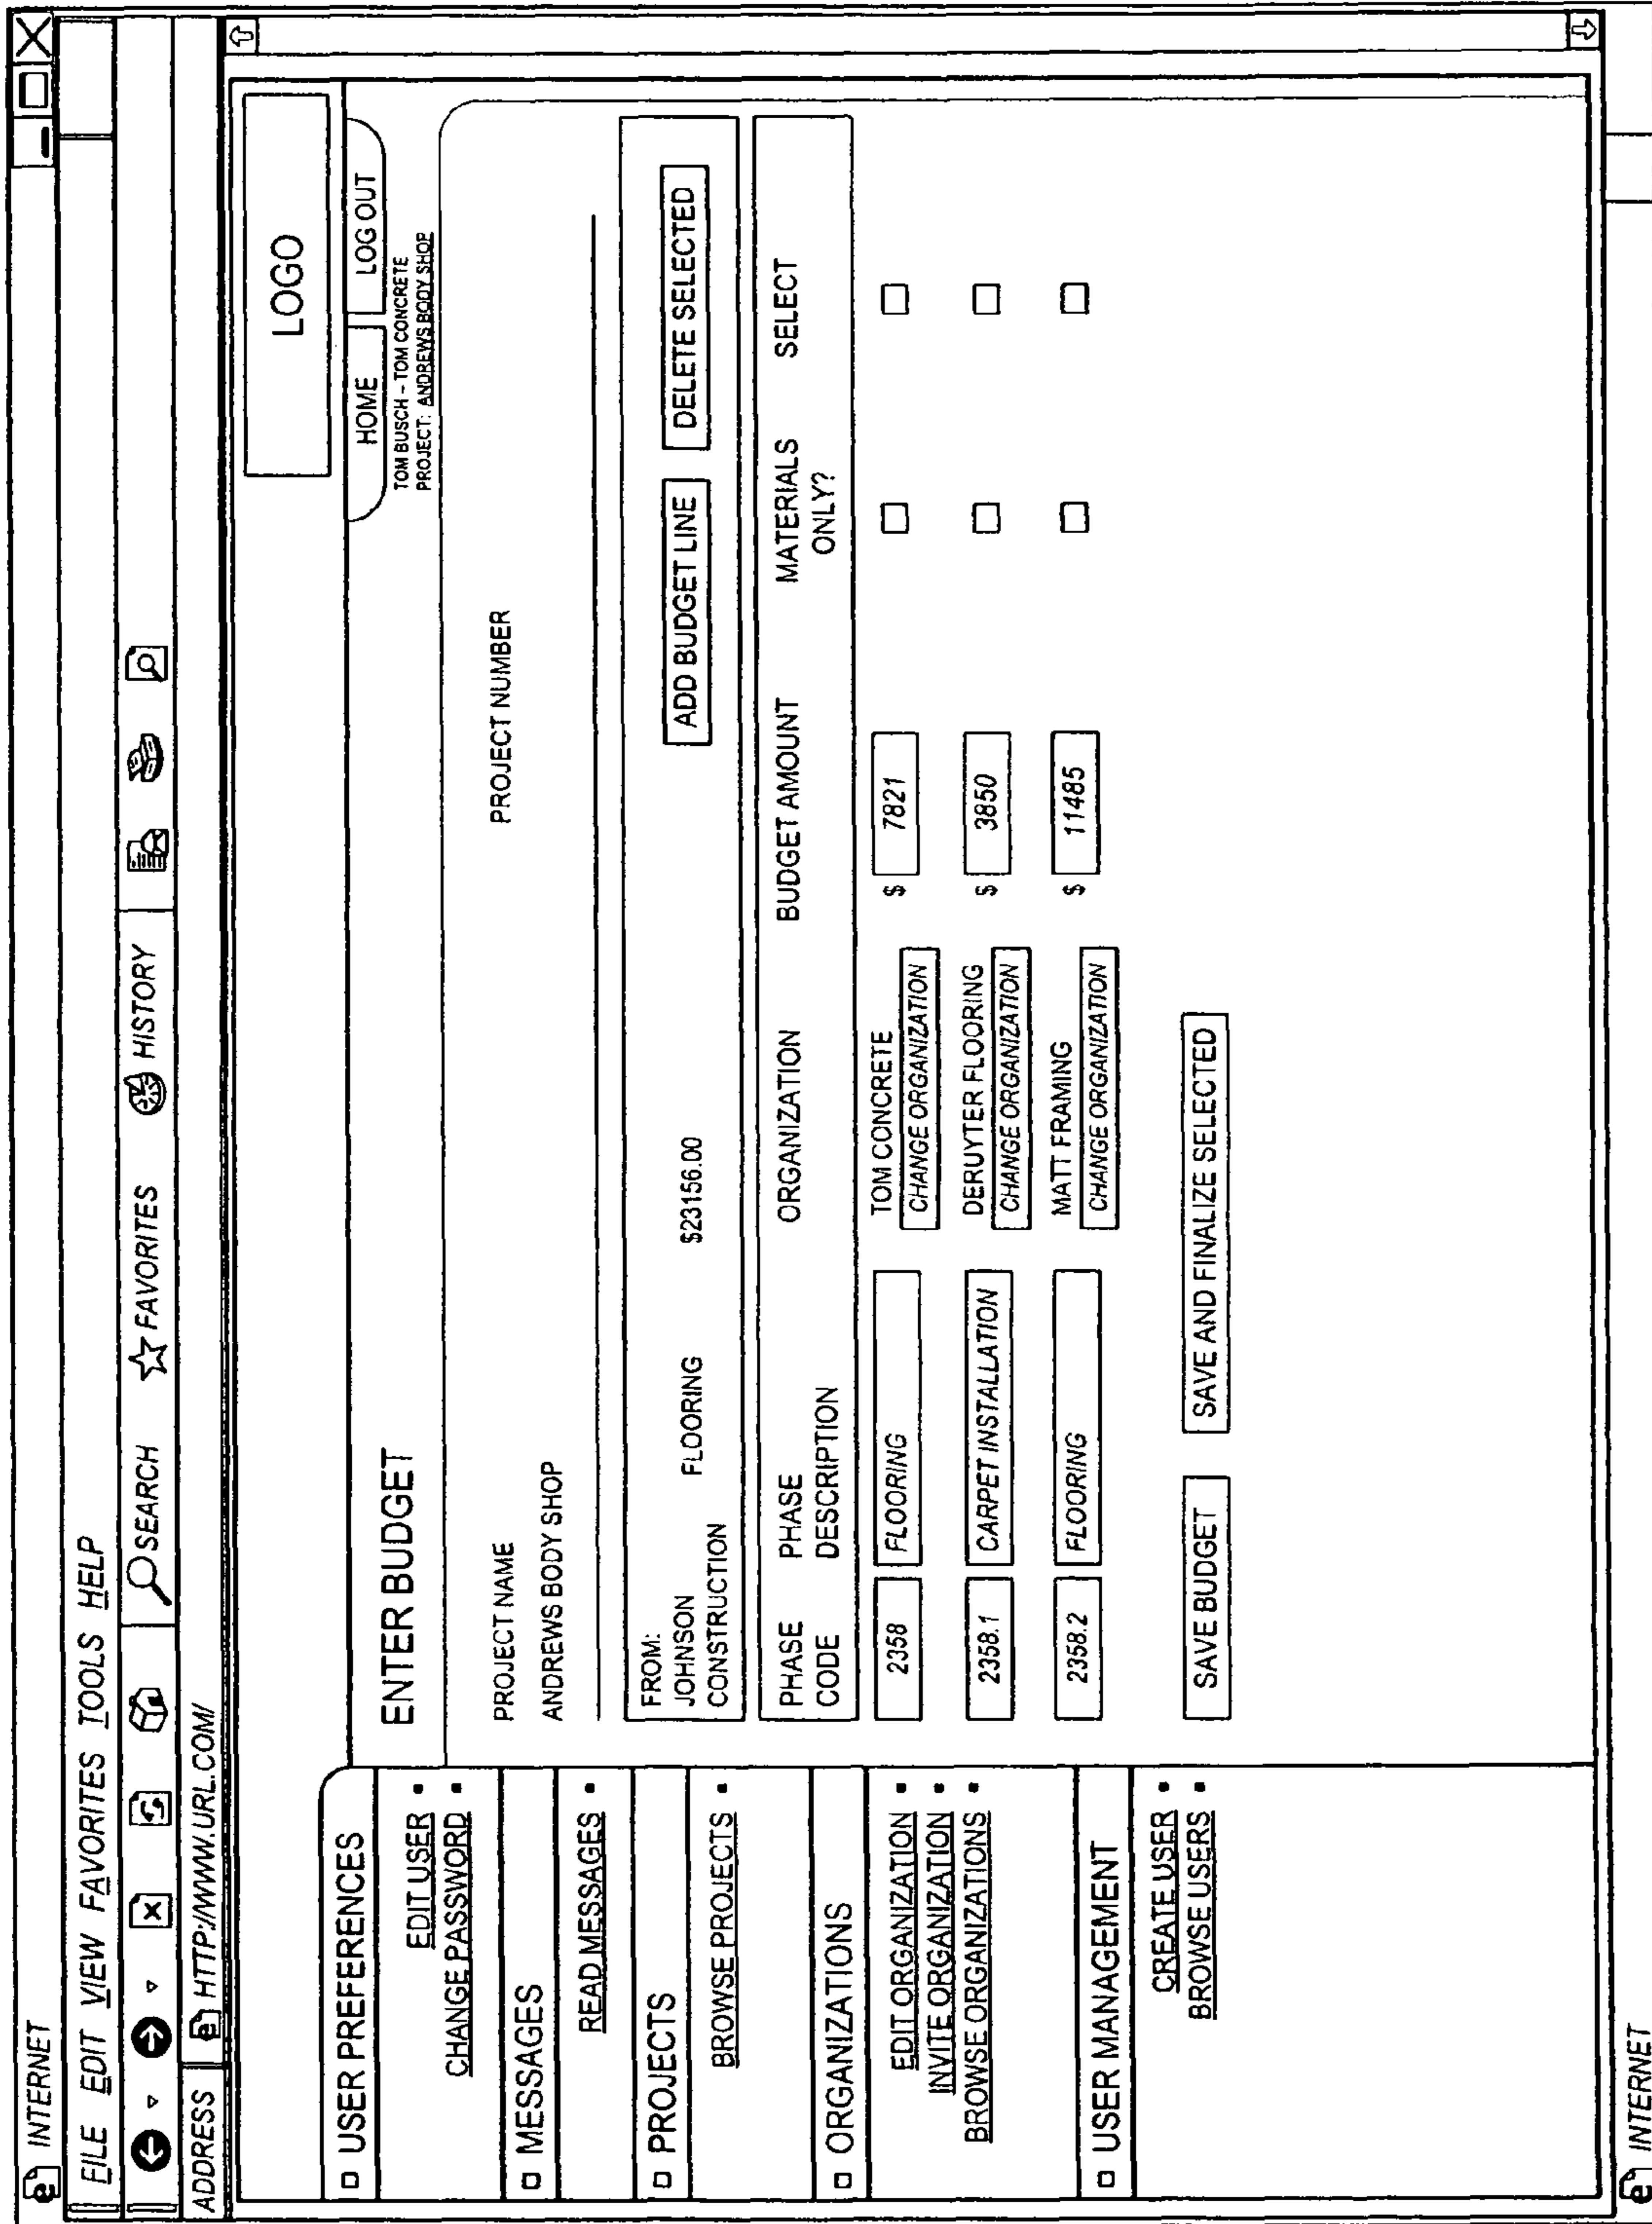 INTERNET
FILE EDIT VIEW FAVORITES TOOLS HELP
SEARCH FAVORITES HISTORY
ADDRESS HTTP://WWW.URL.COM/
LOGO
HOME LOG OUT
TOM BUSCH - TOM CONCRETE
PROJECT: ANDREWS BODY SHOP
USER PREFERENCES
EDIT USER
CHANGE PASSWORD
MESSAGES
READ MESSAGES
PROJECTS
BROWSE PROJECTS
ORGANIZATIONS
EDIT ORGANIZATION
INVITE ORGANIZATION
BROWSE ORGANIZATIONS
USER MANAGEMENT
CREATE USER
BROWSE USERS
ENTER BUDGET
PROJECT NAME PROJECT NUMBER
ANDREWS BODY SHOP
FROM:
JOHNSON FLOORING $23156.00 ADD BUDGET LINE DELETE SELECTED
CONSTRUCTION
PHASE PHASE ORGANIZATION BUDGET AMOUNT MATERIALS SELECT
CODE DESCRIPTION ONLY?
2358 FLOORING TOM CONCRETE $ 7821
CHANGE ORGANIZATION
2358.1 CARPET INSTALLATION DERUYTER FLOORING $ 3850
CHANGE ORGANIZATION
2358.2 FLOORING MATT FRAMING $ 11485
CHANGE ORGANIZATION
SAVE BUDGET SAVE AND FINALIZE SELECTED
INTERNET